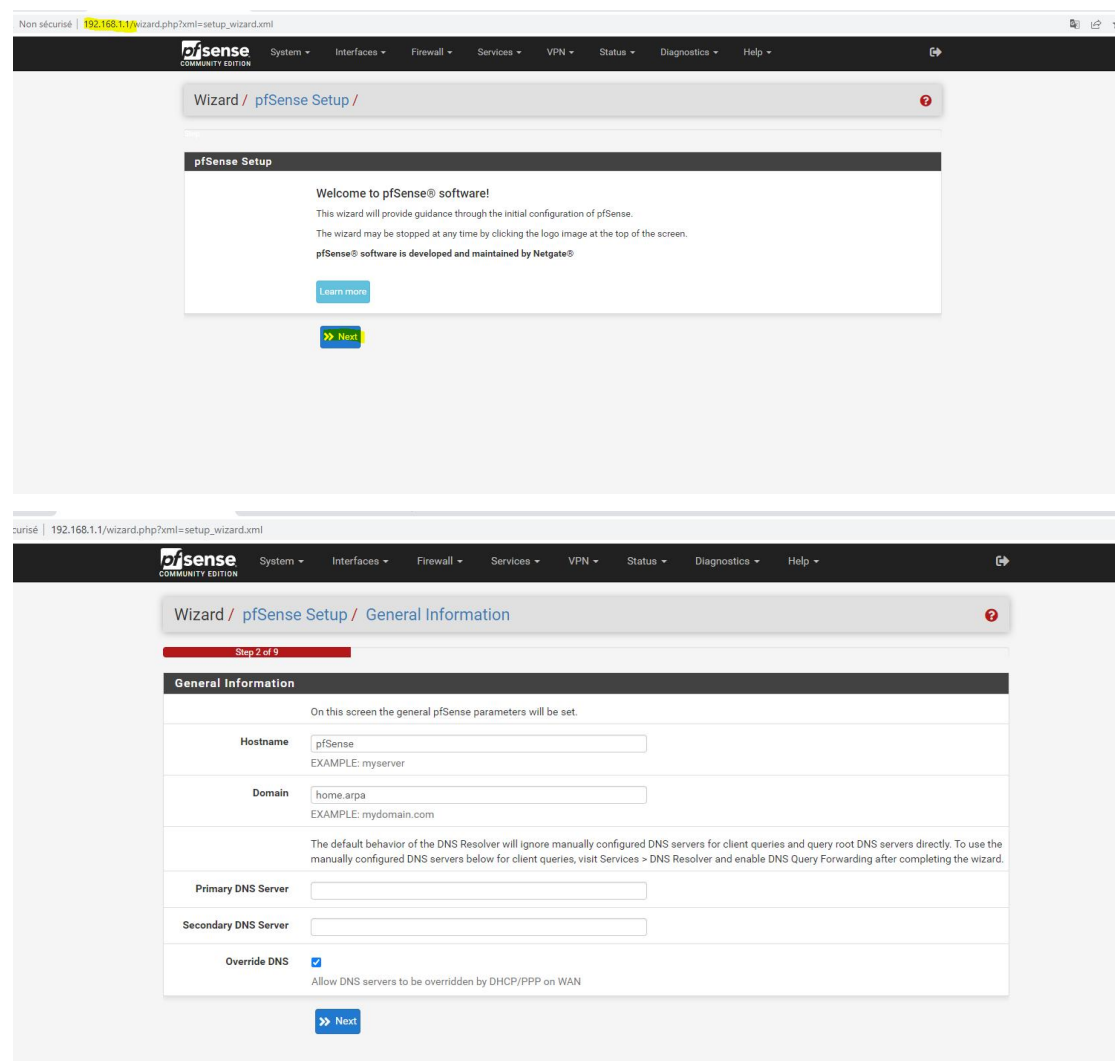 Non sécurisé | 192.168.1.1/wizard.php?xml=setup_wizard.xml
pfsense System Interfaces Firewall Services VPN Status Diagnostics Help
COMMUNITY EDITION
Wizard / pfSense Setup /
pfSense Setup
Welcome to pfSense® software!
This wizard will provide guidance through the initial configuration of pfSense.
The wizard may be stopped at any time by clicking the logo image at the top of the screen.
pfSense® software is developed and maintained by Netgate®
Learn more
Next
curisé | 192.168.1.1/wizard.php?xml=setup_wizard.xml
pfsense System Interfaces Firewall Services VPN Status Diagnostics Help
COMMUNITY EDITION
Wizard / pfSense Setup / General Information
Step 2 of 9
General Information
On this screen the general pfSense parameters will be set.
Hostname pfSense
EXAMPLE: myserver
Domain home.arpa
EXAMPLE: mydomain.com
The default behavior of the DNS Resolver will ignore manually configured DNS servers for client queries and query root DNS servers directly. To use the
manually configured DNS servers below for client queries, visit Services > DNS Resolver and enable DNS Query Forwarding after completing the wizard.
Primary DNS Server
Secondary DNS Server
Override DNS
Allow DNS servers to be overridden by DHCP/PPP on WAN
Next